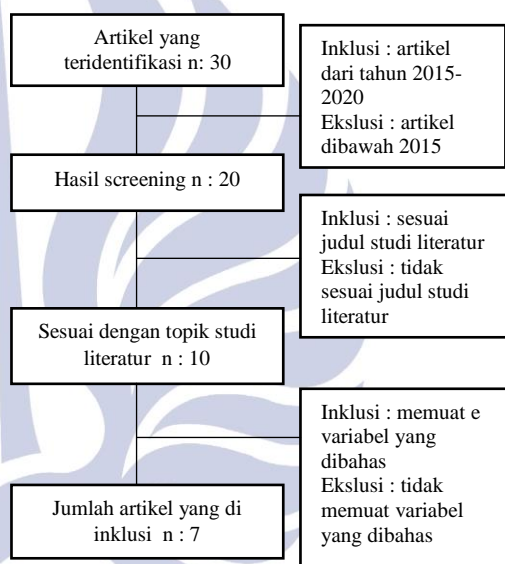 Artikel yang
teridentifikasi n: 30
Inklusi : artikel
dari tahun 2015-
2020
Ekslusi : artikel
dibawah 2015
Hasil screening n : 20
Inklusi : sesuai
judul studi literatur
Ekslusi : tidak
sesuai judul studi
literatur
Sesuai dengan topik studi
literatur n : 10
Inklusi : memuat e
variabel yang
dibahas
Ekslusi : tidak
memuat variabel
yang dibahas
Jumlah artikel yang di
inklusi n : 7